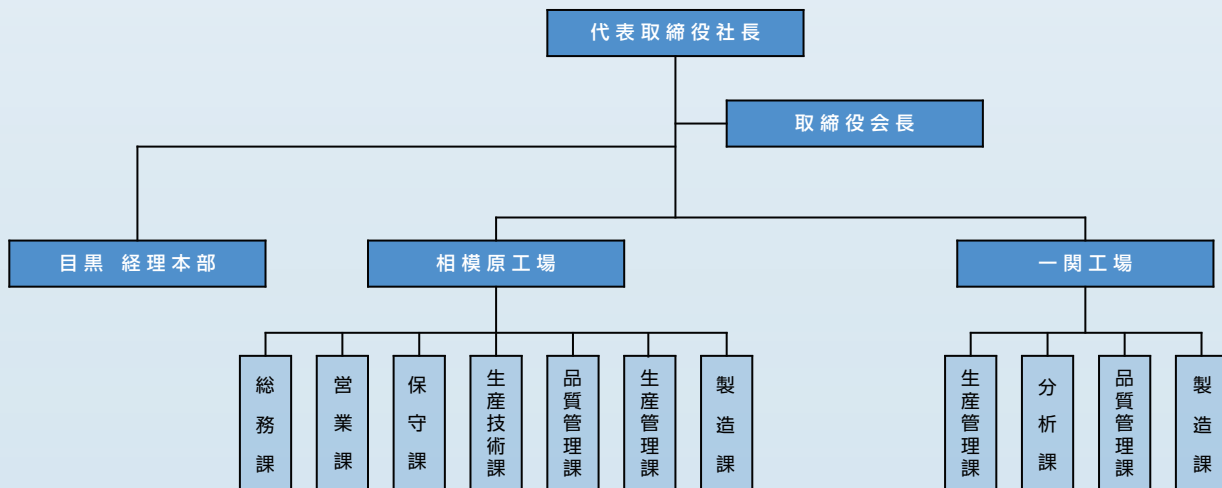 代表取締役社長
取締役会長
目黒 経理本部
相模原工場
一関工場
総務課
営業課
保守課
生産技術課
品質管理課
生産管理課
製造課
生産管理課
分析課
品質管理課
製造課